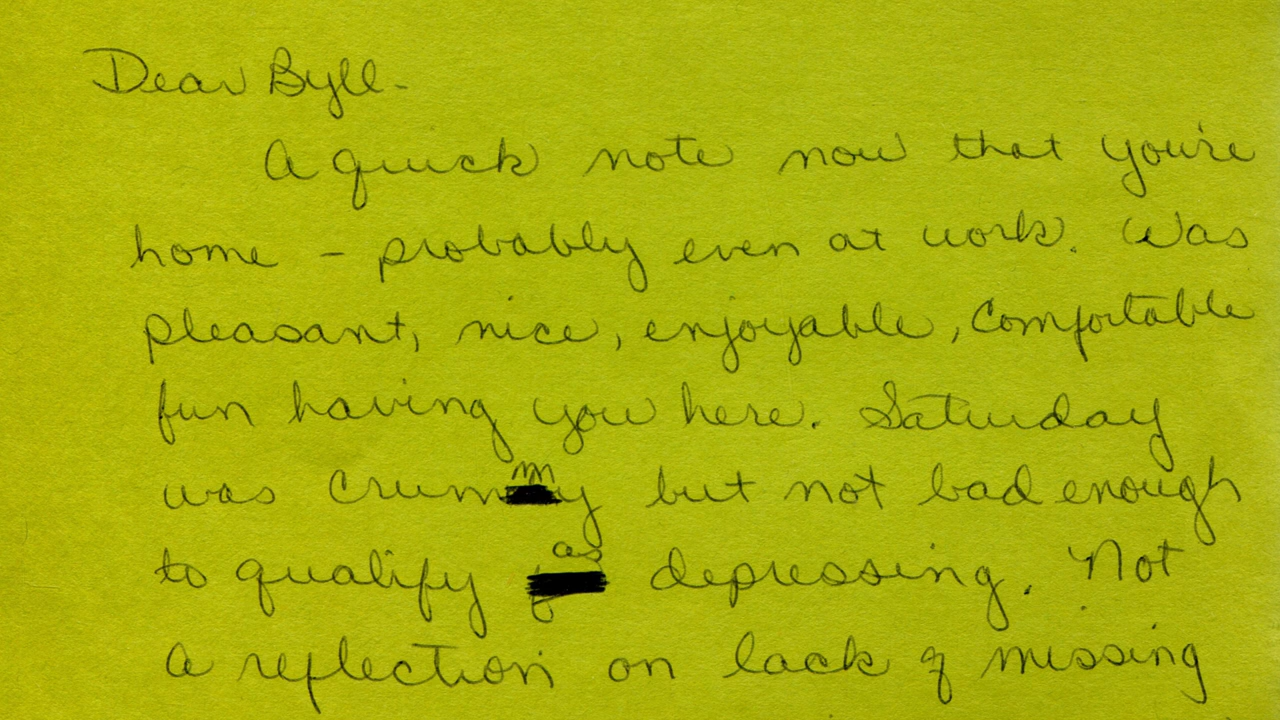 Dear Byll-
A quick note now that you're
home - probably even at work. Was
pleasant, nice, enjoyable, comfortable
fun having you here. Saturday
was crummy but not bad enough
to qualify as depressing. Not
a reflection on lack of missing